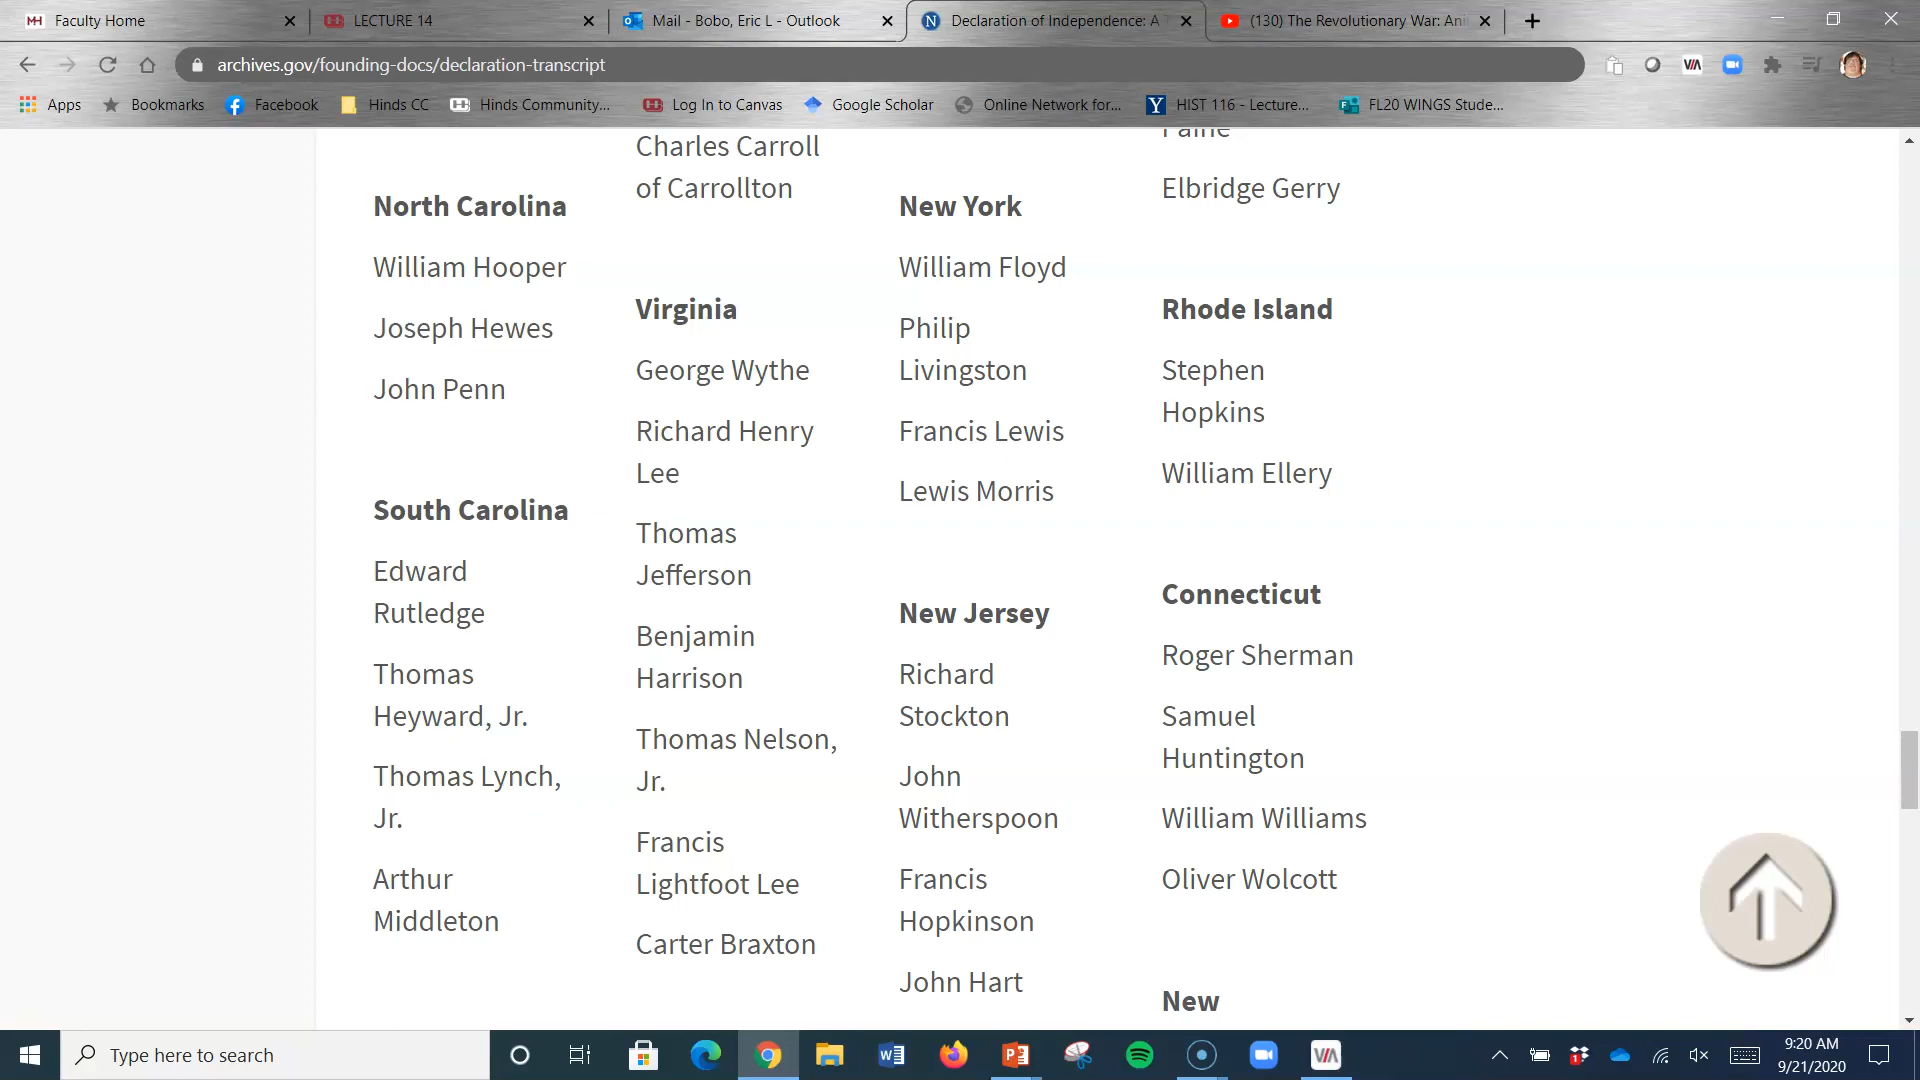 Faculty Home
LECTURE 14
Mail - Bobo, Eric L - Outlook
Declaration of Independence: A T
(130) The Revolutionary War: Ani
archives.gov/founding-docs/declaration-transcript
Apps
Bookmarks
Facebook
Hinds CC
Hinds Community...
Log In to Canvas
Google Scholar
Online Network for...
HIST 116 - Lecture...
FL20 WINGS Stude...
North Carolina
William Hooper
Joseph Hewes
John Penn
South Carolina
Edward
Rutledge
Thomas
Heyward, Jr.
Thomas Lynch,
Jr.
Arthur
Middleton
Charles Carroll
of Carrollton
Virginia
George Wythe
Richard Henry
Lee
Thomas
Jefferson
Benjamin
Harrison
Thomas Nelson,
Jr.
Francis
Lightfoot Lee
Carter Braxton
New York
William Floyd
Philip
Livingston
Francis Lewis
Lewis Morris
New Jersey
Richard
Stockton
John
Witherspoon
Francis
Hopkinson
John Hart
Paine
Elbridge Gerry
Rhode Island
Stephen
Hopkins
William Ellery
Connecticut
Roger Sherman
Samuel
Huntington
William Williams
Oliver Wolcott
New
Type here to search
9:20 AM
9/21/2020